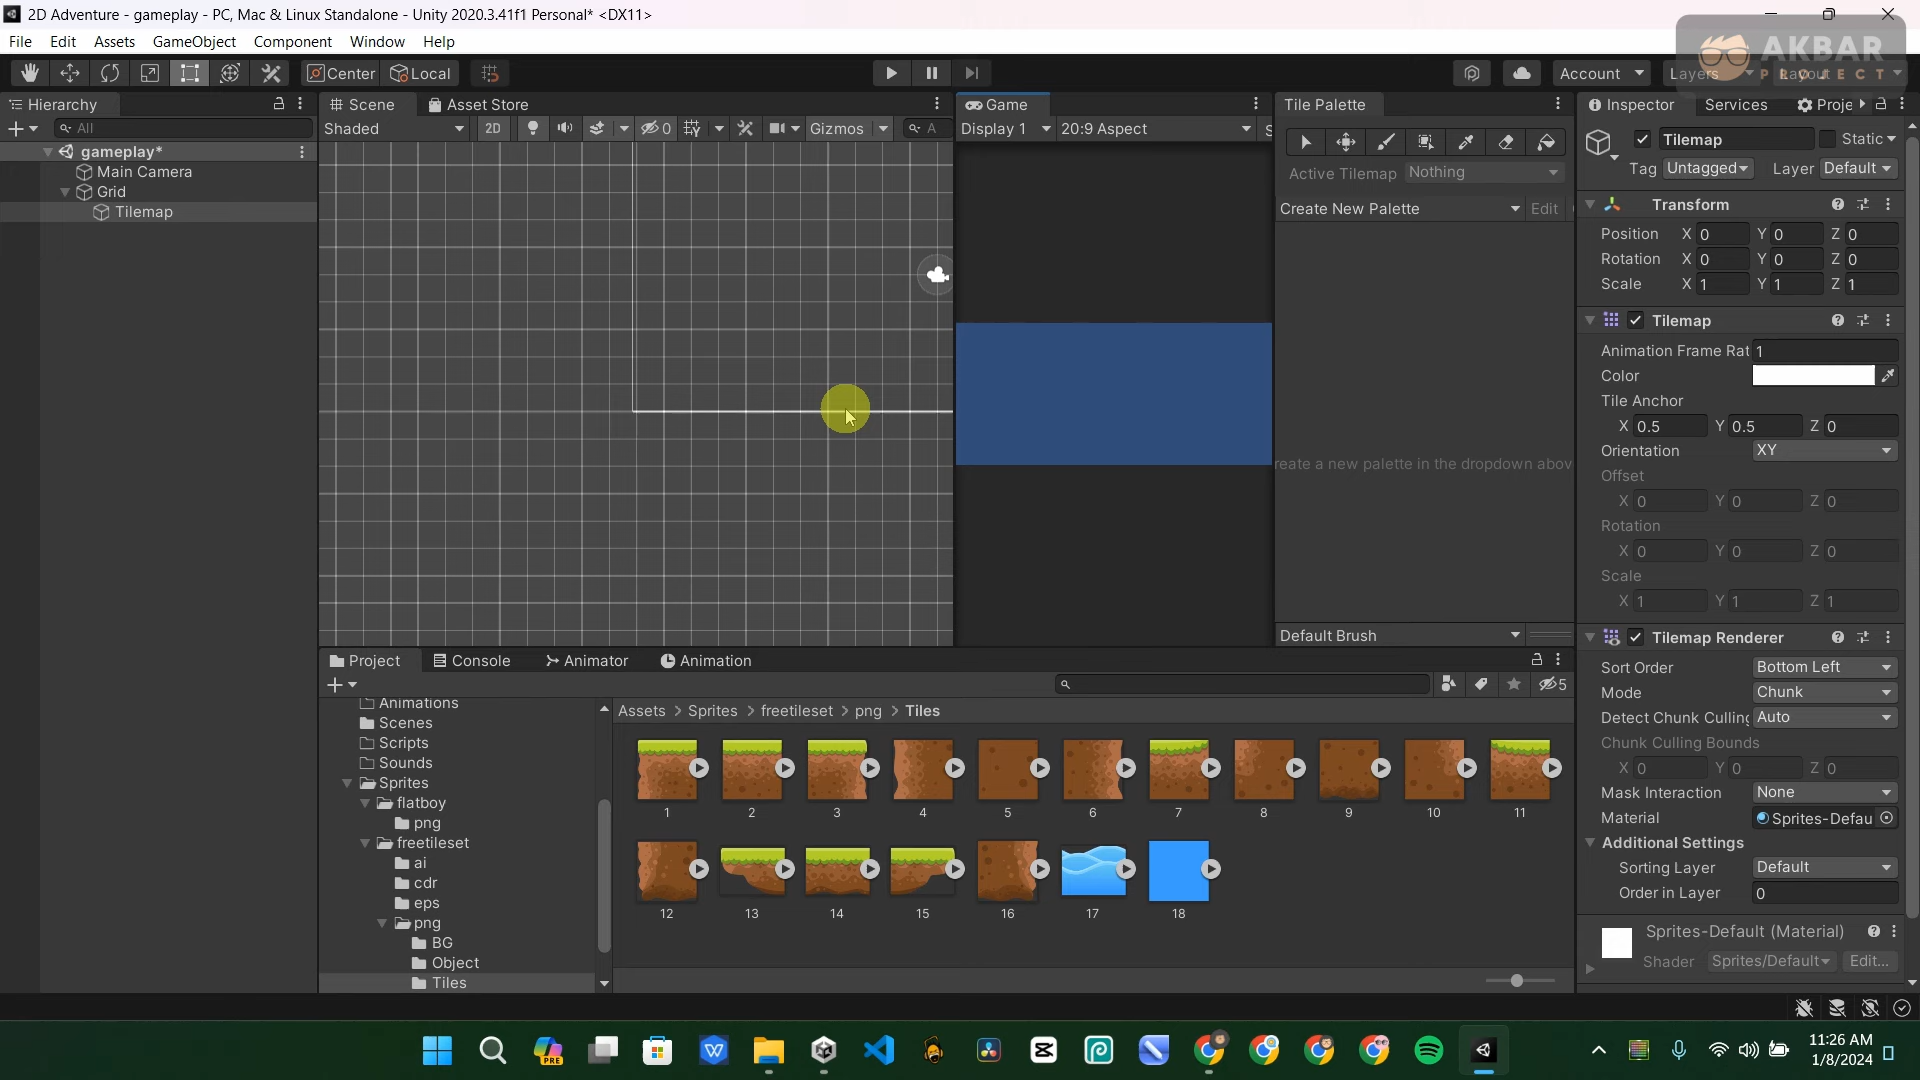 2D Adventure - gameplay - PC, Mac & Linux Standalone - Unity 2020.3.41f1 Personal* <DX11>
File Edit Assets GameObject Component Window Help
AKBAR
PROJECT
Center Local
Account Layers Layout
Hierarchy
All
gameplay*
Main Camera
Grid
Tilemap
Scene Asset Store
Shaded 2D 0 Gizmos A
Game
Display 1 20:9 Aspect S
Tile Palette
Active Tilemap Nothing
Create New Palette Edit
reate a new palette in the dropdown abov
Default Brush
Inspector Services Proje
Tilemap Static
Tag Untagged Layer Default
Transform
Position X 0 Y 0 Z 0
Rotation X 0 Y 0 Z 0
Scale X 1 Y 1 Z 1
Tilemap
Animation Frame Rat 1
Color
Tile Anchor
X 0.5 Y 0.5 Z 0
Orientation XY
Offset
X 0 Y 0 Z 0
Rotation
X 0 Y 0 Z 0
Scale
X 1 Y 1 Z 1
Tilemap Renderer
Sort Order Bottom Left
Mode Chunk
Detect Chunk Culling Auto
Chunk Culling Bounds
X 0 Y 0 Z 0
Mask Interaction None
Material Sprites-Defau
Additional Settings
Sorting Layer Default
Order in Layer 0
Sprites-Default (Material)
Shader Sprites/Default Edit...
Project Console Animator Animation
5
Animations
Scenes
Scripts
Sounds
Sprites
flatboy
png
freetileset
ai
cdr
eps
png
BG
Object
Tiles
Assets > Sprites > freetileset > png > Tiles
1 2 3 4 5 6 7 8 9 10 11
12 13 14 15 16 17 18
PRE
11:26 AM
1/8/2024